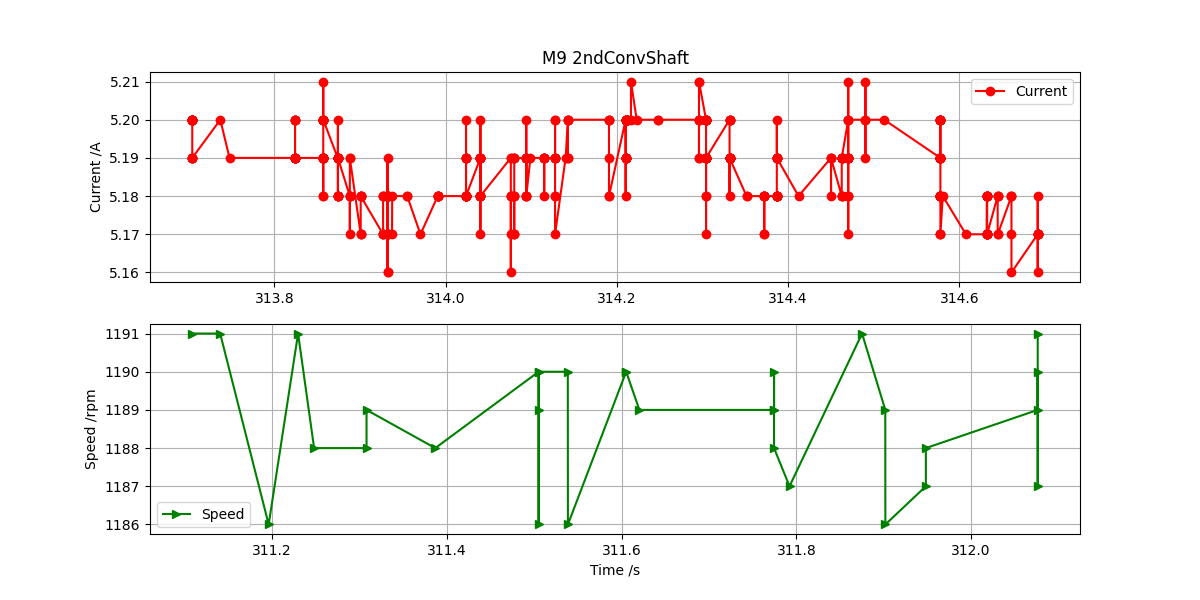 M9 2ndConvShaft
5.21
5.20
5.19
5.18
5.17
5.16
Current /A
Current
313.8 314.0 314.2 314.4 314.6
1191
1190
1189
1188
1187
1186
Speed /rpm
Speed
311.2 311.4 311.6 311.8 312.0
Time /s